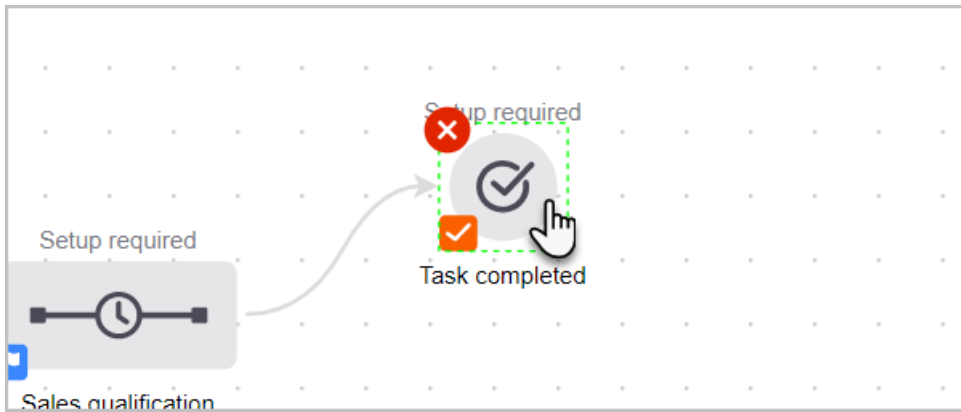 Setup required
Task completed
Setup required
Sales qualification